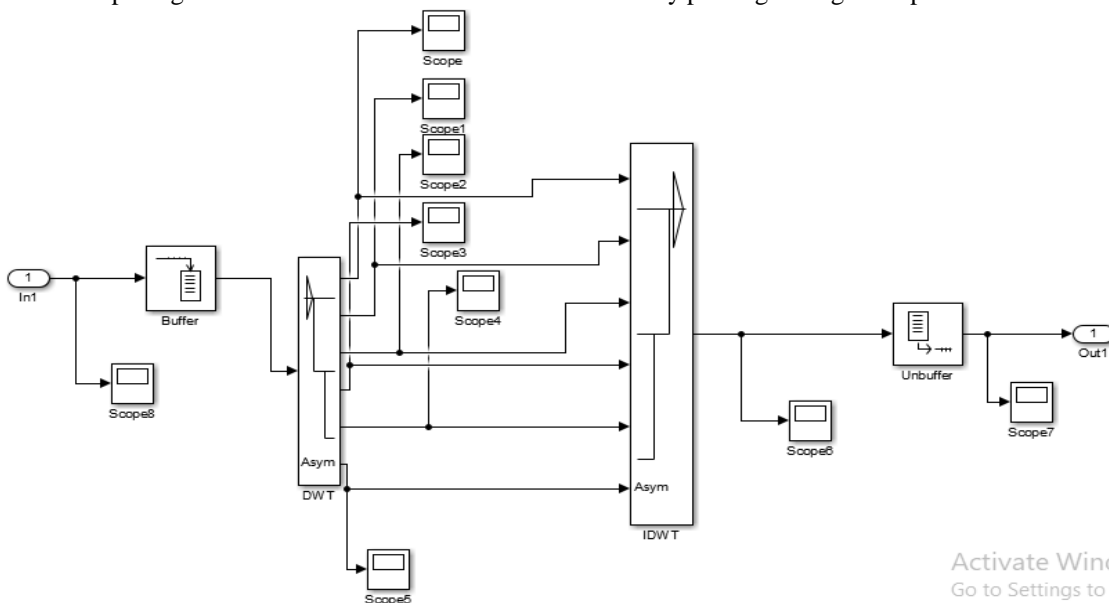 Scope
Scope1
Scope2
Scope3
Scope4
1
In1
Buffer
Scope8
Asym
DWT
Scope5
Asym
IDWT
Scope6
Unbuffer
Scope7
1
Out1
Activate Wind
Go to Settings to